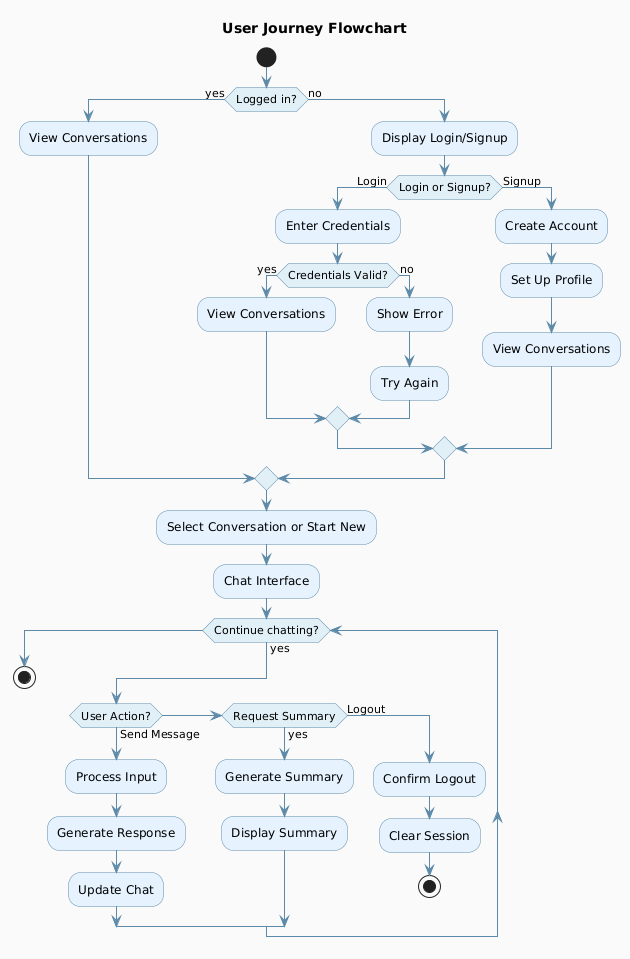 User Journey Flowchart
yes
Logged in?
no
View Conversations
Display Login/Signup
Login
Login or Signup?
Signup
Enter Credentials
Create Account
yes
Credentials Valid?
no
Set Up Profile
View Conversations
Show Error
View Conversations
Try Again
Select Conversation or Start New
Chat Interface
Continue chatting?
yes
User Action?
Request Summary
Logout
Send Message
yes
Process Input
Generate Summary
Confirm Logout
Generate Response
Display Summary
Clear Session
Update Chat